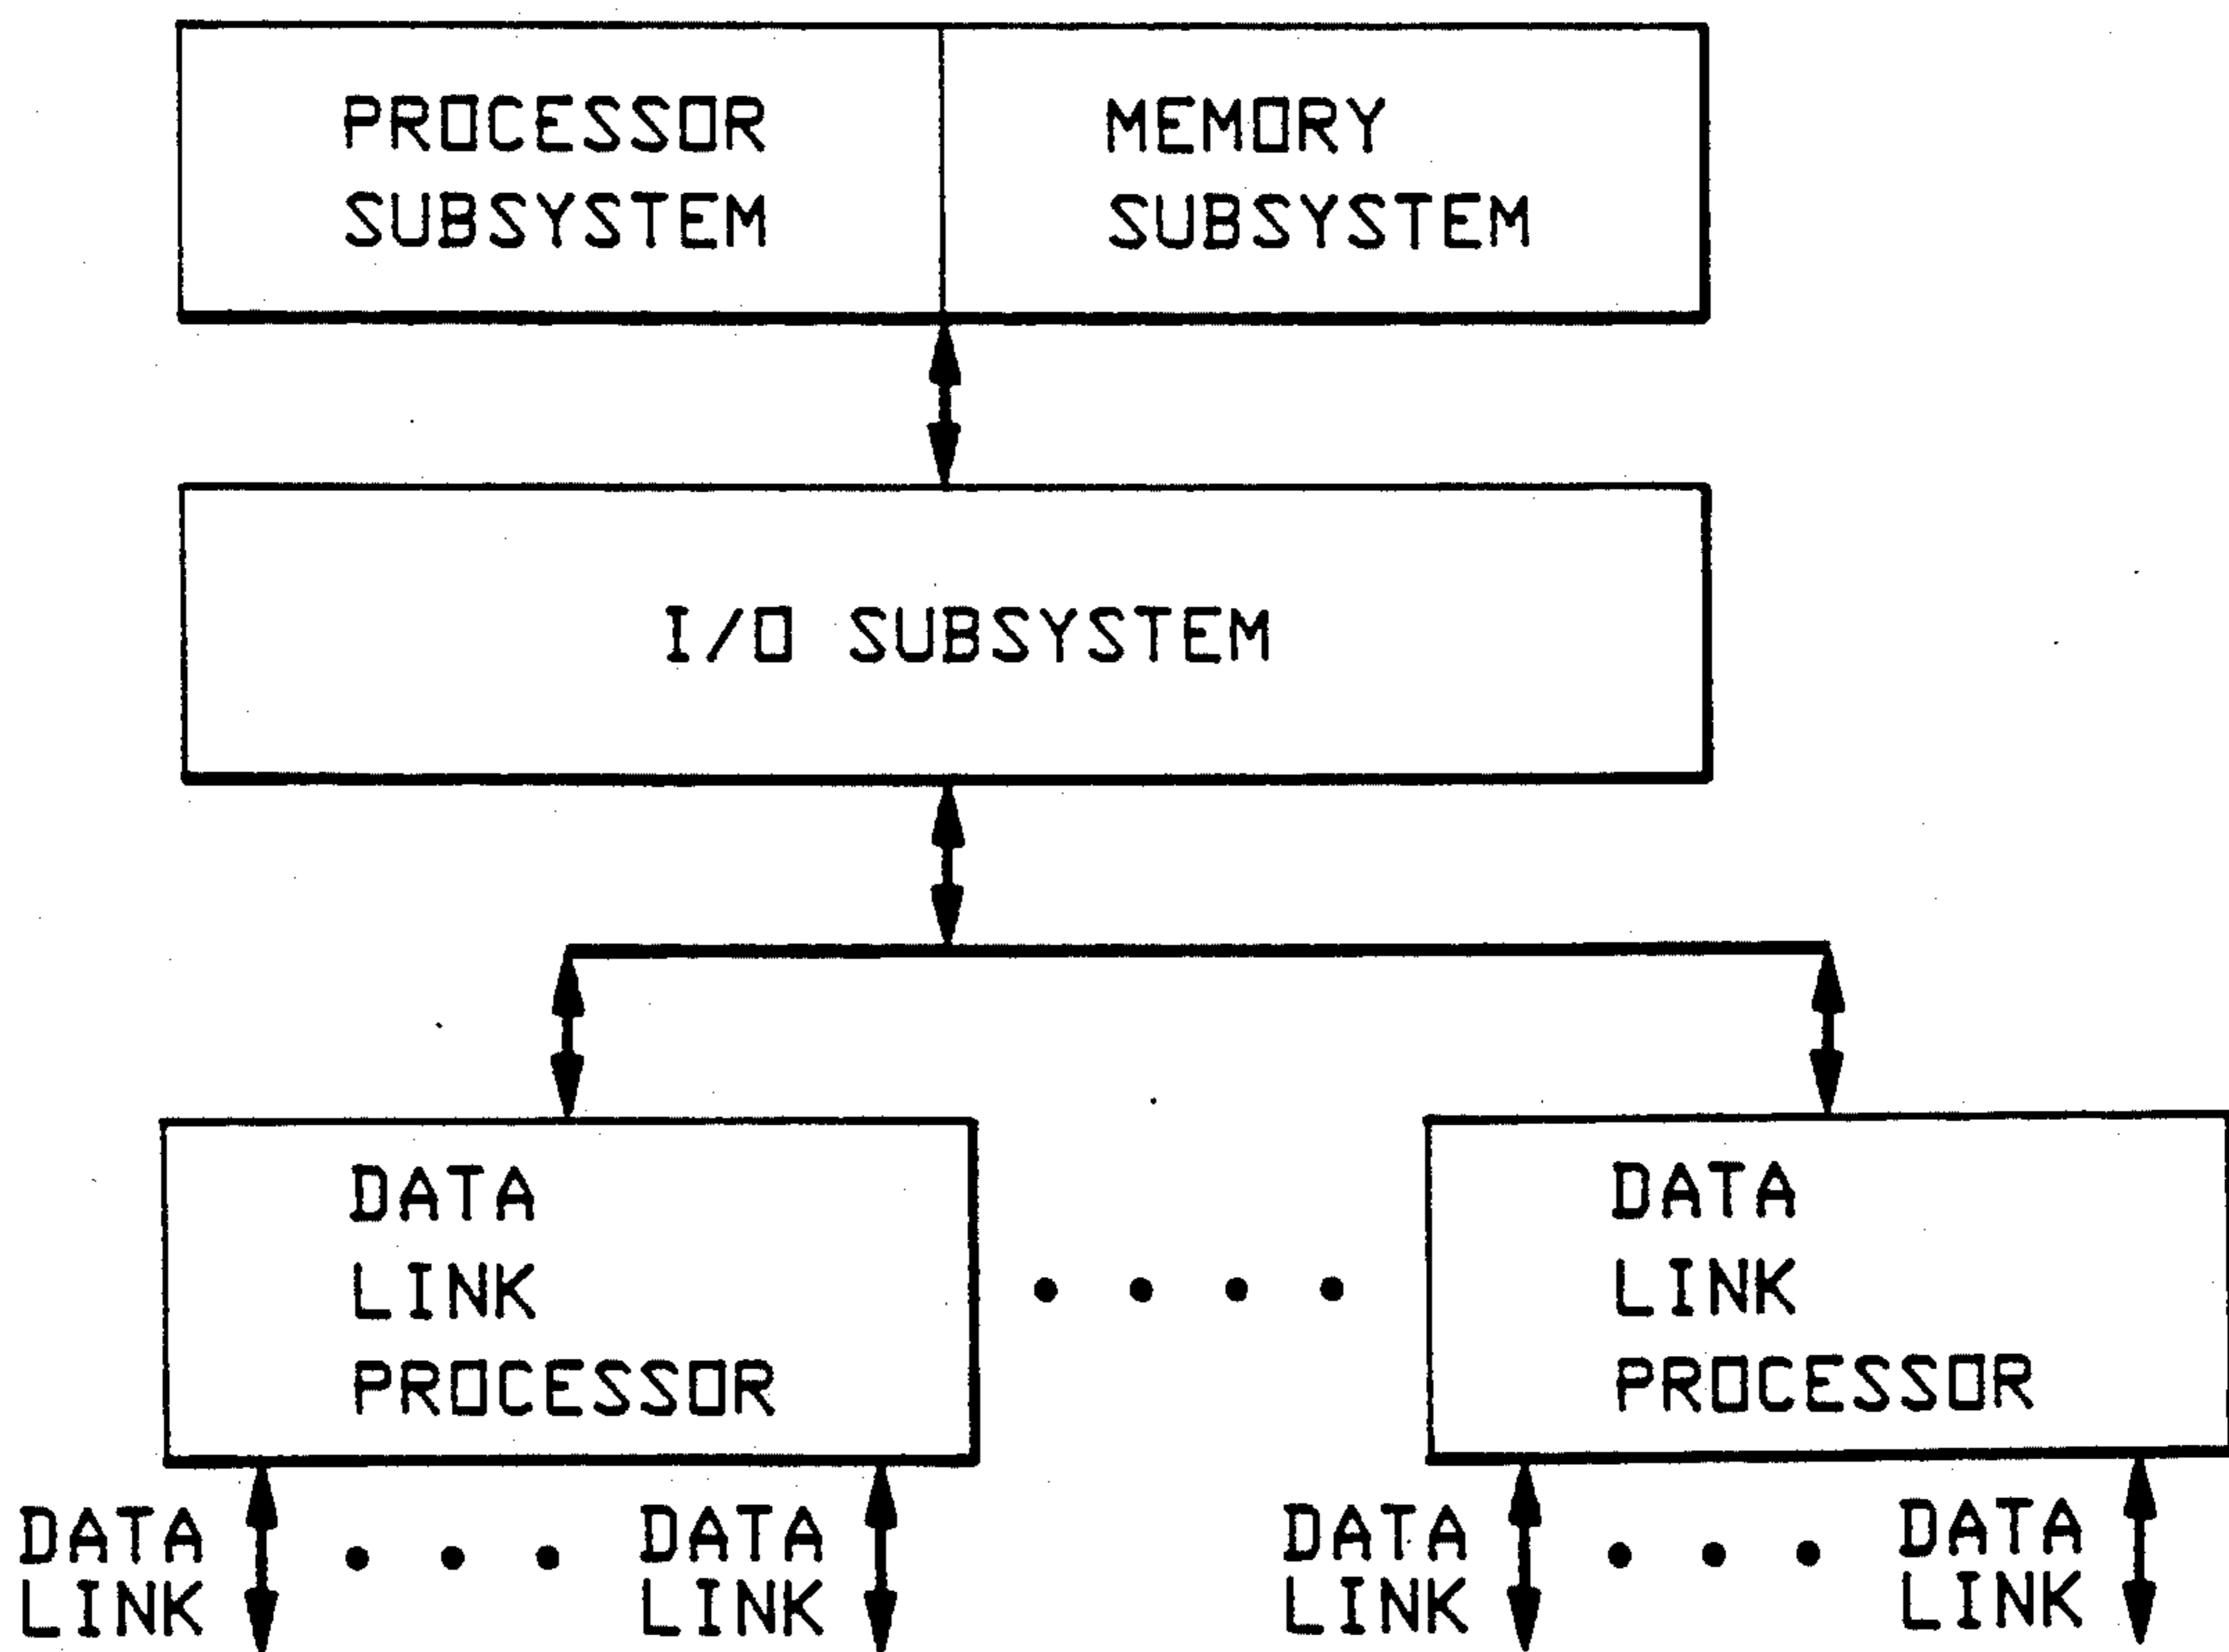 PROCESSOR
SUBSYSTEM
MEMORY
SUBSYSTEM
I/O SUBSYSTEM
DATA
LINK
PROCESSOR
DATA
LINK
PROCESSOR
DATA
LINK
DATA
LINK
DATA
LINK
DATA
LINK